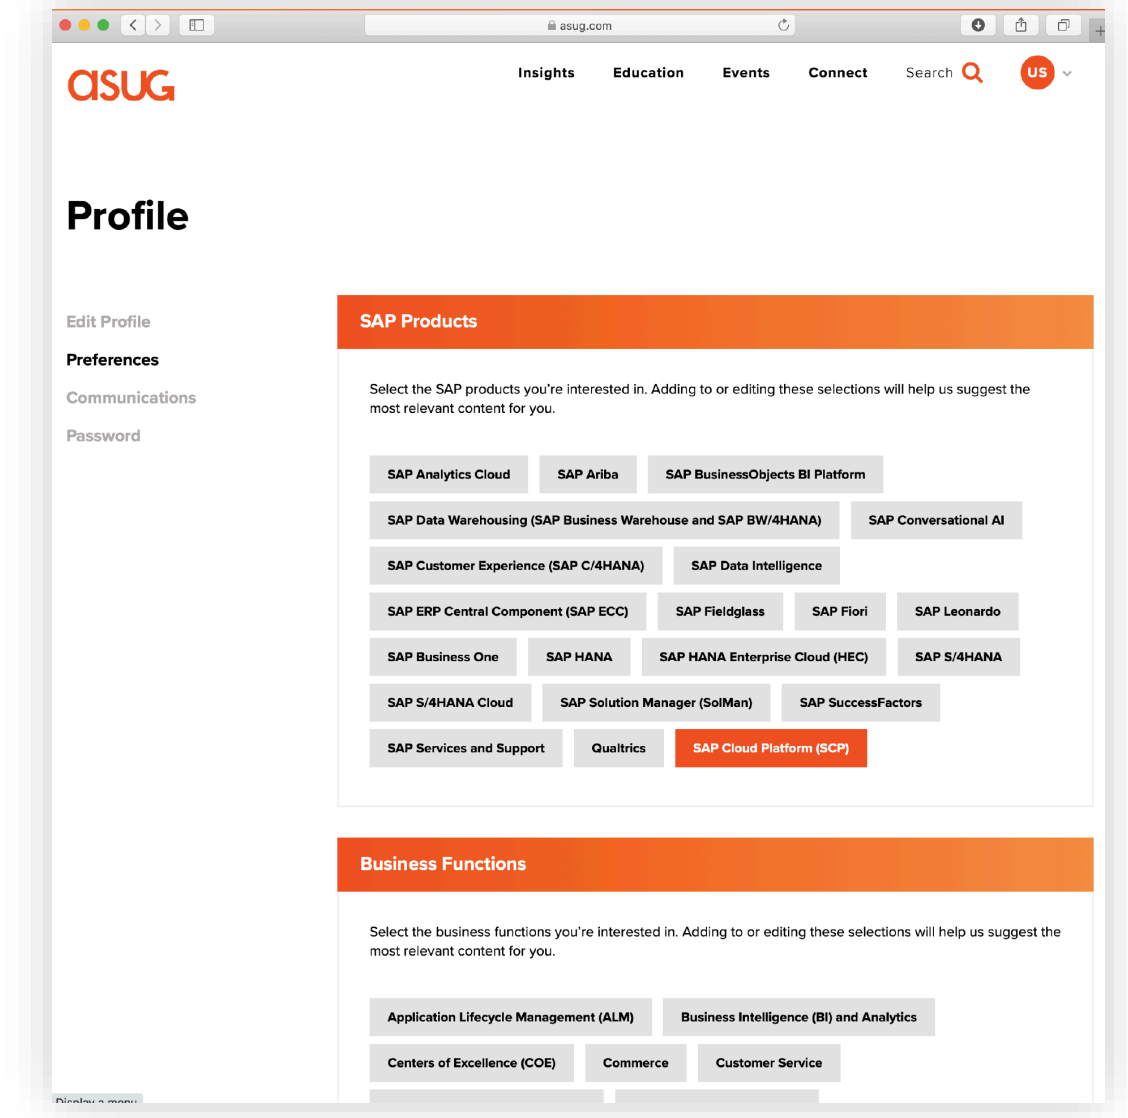 asug.com
asug
Insights Education Events Connect Search US
Profile
Edit Profile
Preferences
Communications
Password
SAP Products
Select the SAP products you're interested in. Adding to or editing these selections will help us suggest the
most relevant content for you.
SAP Analytics Cloud SAP Ariba SAP BusinessObjects BI Platform
SAP Data Warehousing (SAP Business Warehouse and SAP BW/4HANA) SAP Conversational AI
SAP Customer Experience (SAP C/4HANA) SAP Data Intelligence
SAP ERP Central Component (SAP ECC) SAP Fieldglass SAP Fiori SAP Leonardo
SAP Business One SAP HANA SAP HANA Enterprise Cloud (HEC) SAP S/4HANA
SAP S/4HANA Cloud SAP Solution Manager (SolMan) SAP SuccessFactors
SAP Services and Support Qualtrics SAP Cloud Platform (SCP)
Business Functions
Select the business functions you're interested in. Adding to or editing these selections will help us suggest the
most relevant content for you.
Application Lifecycle Management (ALM) Business Intelligence (BI) and Analytics
Centers of Excellence (COE) Commerce Customer Service
Display a menu